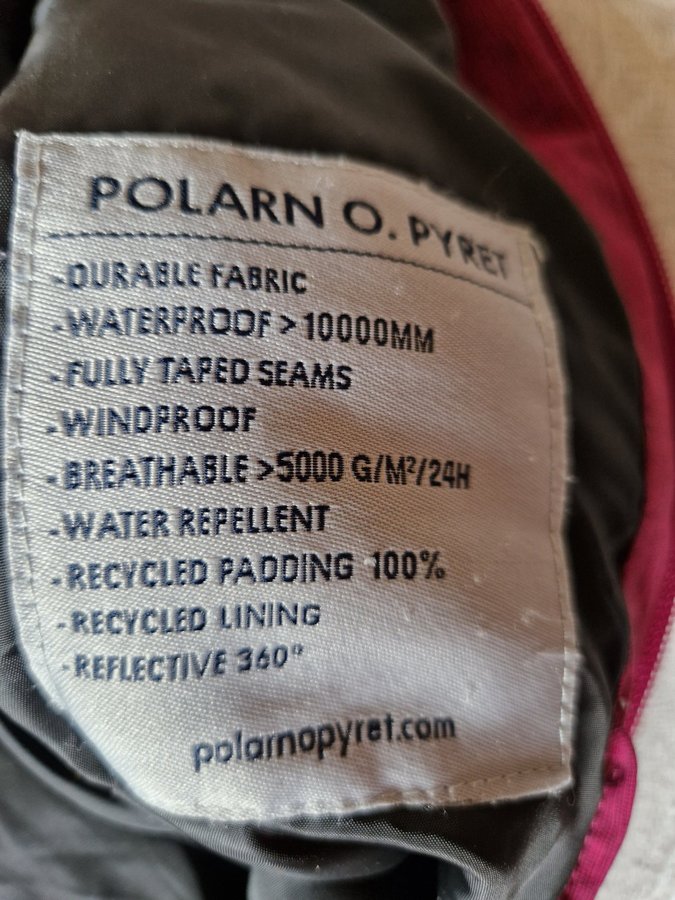 POLARN O. PYRET
-DURABLE FABRIC
-WATERPROOF >10000MM
-FULLY TAPED SEAMS
-WINDPROOF
-BREATHABLE >5000 G/M²/24H
-WATER REPELLENT
-RECYCLED PADDING 100%
-RECYCLED LINING
-REFLECTIVE 360°
polarnopyret.com